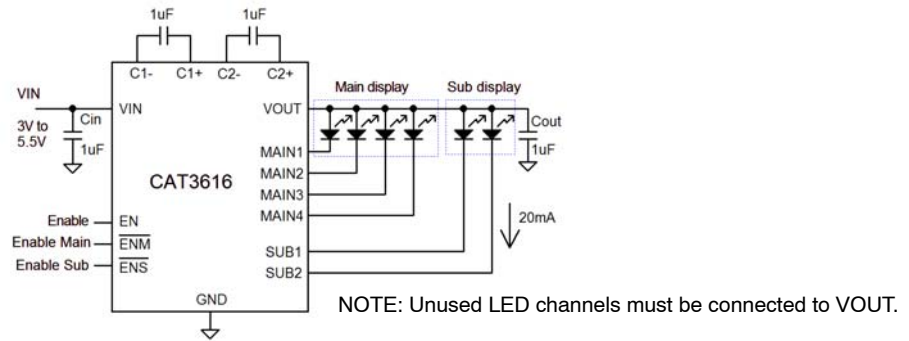 1uF
1uF
C1-
C1+
C2-
C2+
Main display
Sub display
VIN
VIN
VOUT
Cin
Cout
3V to
5.5V
1uF
1uF
MAIN1
MAIN2
CAT3616
MAIN3
MAIN4
20mA
Enable
EN
Enable Main
ENM
SUB1
Enable Sub
ENS
SUB2
GND
NOTE: Unused LED channels must be connected to VOUT.